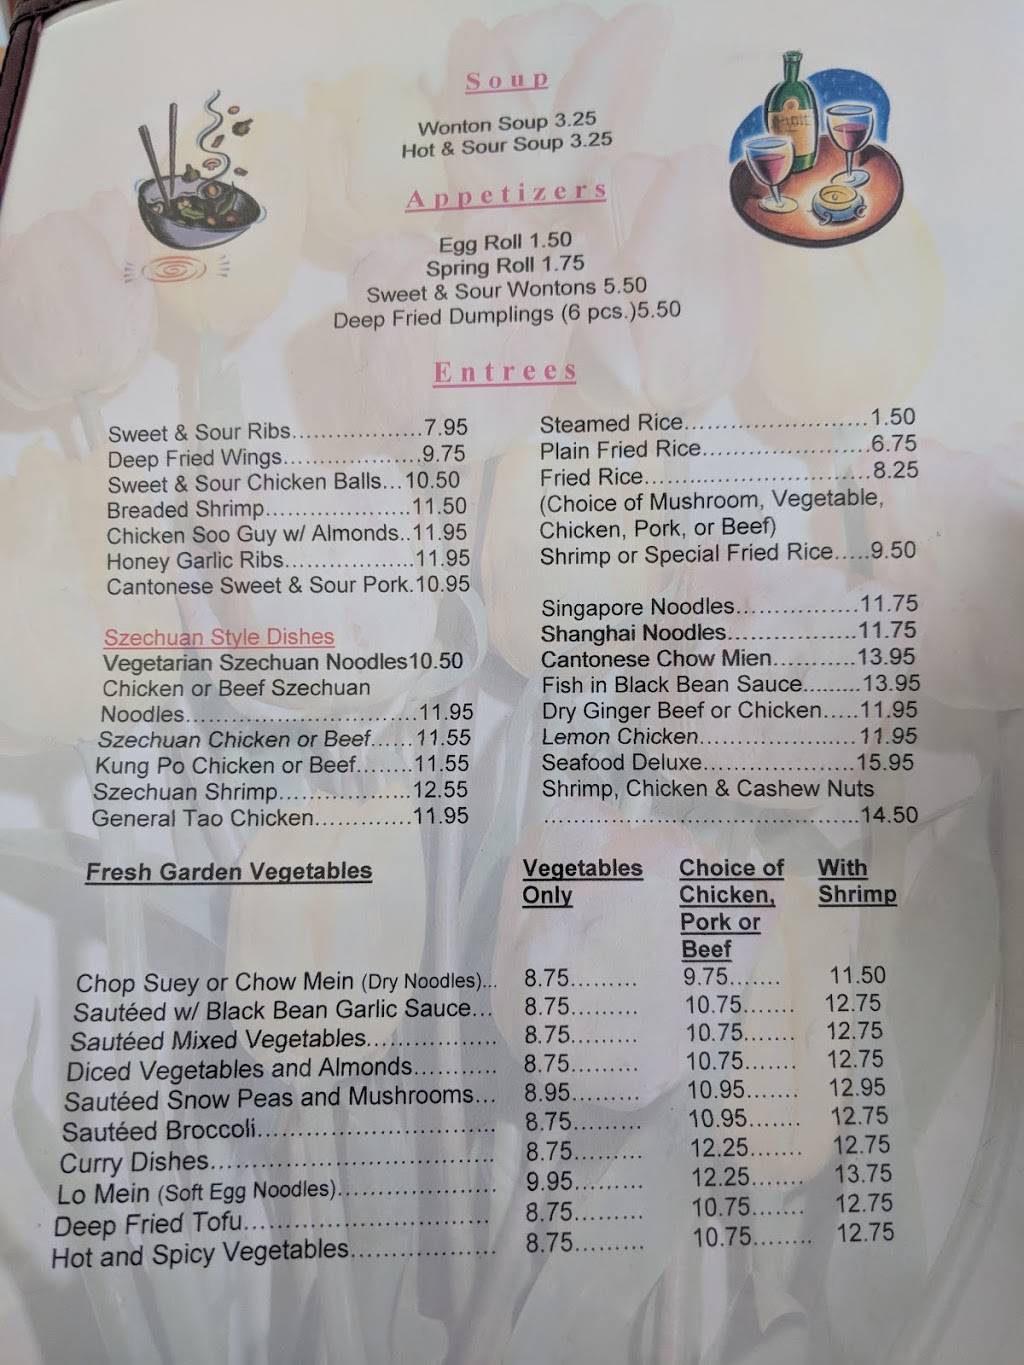 Soup
Wonton Soup 3.25
Hot & Sour Soup 3.25
Appetizers
Egg Roll 1.50
Spring Roll 1.75
Sweet & Sour Wontons 5.50
Deep Fried Dumplings (6 pcs.)5.50
Entrees
Sweet & Sour Ribs..................7.95
Deep Fried Wings...................9.75
Sweet & Sour Chicken Balls...10.50
Breaded Shrimp....................11.50
Chicken Soo Guy w/ Almonds..11.95
Honey Garlic Ribs..................11.95
Cantonese Sweet & Sour Pork.10.95
Szechuan Style Dishes
Vegetarian Szechuan Noodles10.50
Chicken or Beef Szechuan
Noodles................................11.95
Szechuan Chicken or Beef......11.55
Kung Po Chicken or Beef........11.55
Szechuan Shrimp..................12.55
General Tao Chicken.............11.95
Steamed Rice........................1.50
Plain Fried Rice......................6.75
Fried Rice..............................8.25
(Choice of Mushroom, Vegetable,
Chicken, Pork, or Beef)
Shrimp or Special Fried Rice.....9.50
Singapore Noodles................11.75
Shanghai Noodles.................11.75
Cantonese Chow Mien...........13.95
Fish in Black Bean Sauce.........13.95
Dry Ginger Beef or Chicken.....11.95
Lemon Chicken.....................11.95
Seafood Deluxe....................15.95
Shrimp, Chicken & Cashew Nuts
..........................................14.50
Fresh Garden Vegetables Vegetables Only Choice of Chicken, Pork or Beef With Shrimp
Chop Suey or Chow Mein (Dry Noodles)... 8.75......... 9.75....... 11.50
Sautéed w/ Black Bean Garlic Sauce... 8.75......... 10.75....... 12.75
Sautéed Mixed Vegetables.................. 8.75......... 10.75....... 12.75
Diced Vegetables and Almonds........... 8.75......... 10.75....... 12.75
Sautéed Snow Peas and Mushrooms... 8.95......... 10.95....... 12.95
Sautéed Broccoli................................ 8.75......... 10.95....... 12.75
Curry Dishes...................................... 8.75......... 12.25....... 12.75
Lo Mein (Soft Egg Noodles)..................... 9.95......... 12.25....... 13.75
Deep Fried Tofu................................. 8.75......... 10.75....... 12.75
Hot and Spicy Vegetables................... 8.75......... 10.75........ 12.75